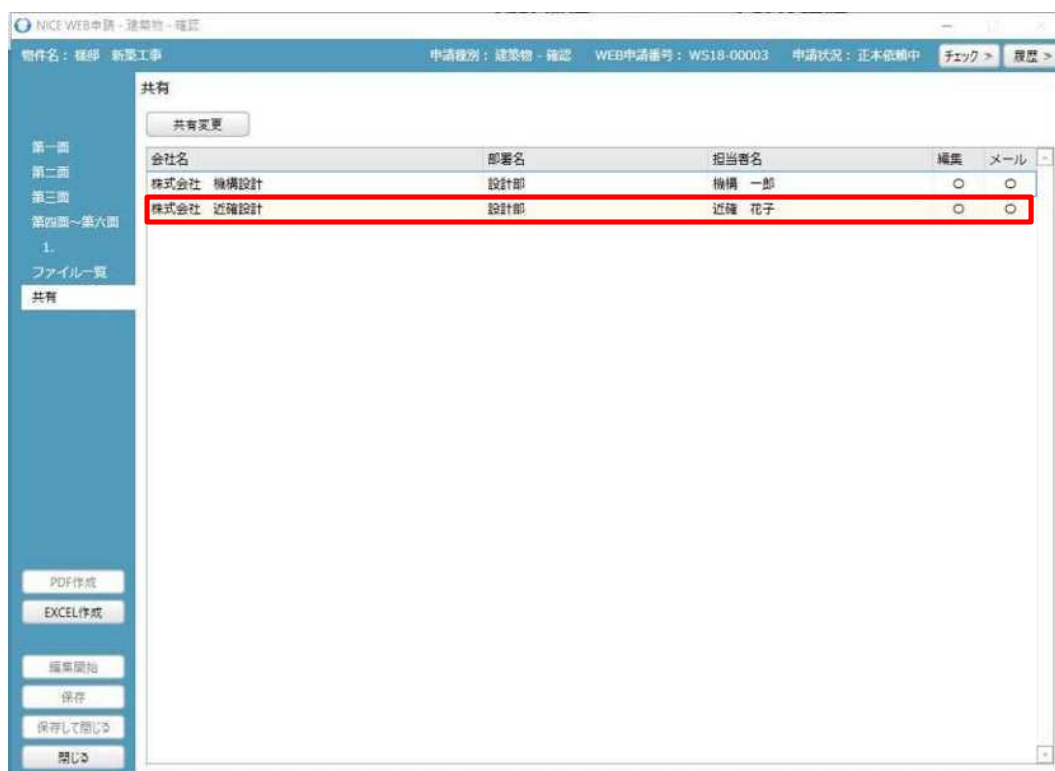 NICE WEB申請 - 建築物 - 確認
物件名： 様邸　新築工事　申請種別： 建築物 - 確認　WEB申請番号： WS18-00003　申請状況： 正本依頼中　チェック >　履歴 >
共有
共有変更
第一面
第二面
第三面
第四面～第六面
1.
ファイル一覧
共有
会社名　部署名　担当者名　編集　メール
株式会社　機構設計　設計部　機構　一郎　○　○
株式会社　近確設計　設計部　近確　花子　○　○
PDF作成
EXCEL作成
編集開始
保存
保存して閉じる
閉じる